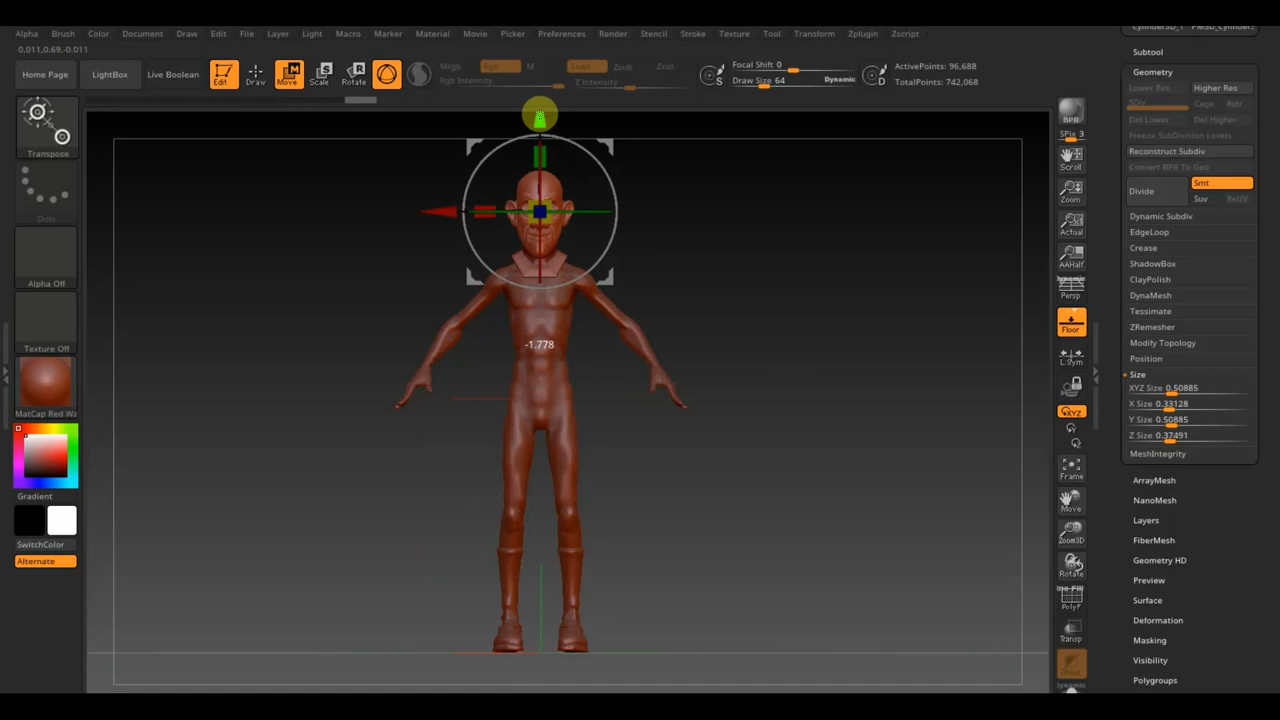 Alpha Brush Color Document Draw Edit File Layer Light Macro Marker Material Movie Picker Preferences Render Stencil Stroke Texture Tool Transform Zplugin Zscript
0.011,0.69,-0.011
Home Page LightBox Live Boolean Edit Draw Move Scale Rotate
Mrgb Rgb M Zadd Zsub Zcut
Rgb Intensity Z Intensity
S Focal Shift 0
Draw Size 64 Dynamic
D ActivePoints: 96,688
TotalPoints: 742,068
Transpose
Dots
Alpha Off
Texture Off
MatCap Red Wa
Gradient
SwitchColor
Alternate
-1.778
BPR
SPix 3
Scroll
Zoom
Actual
AAHalf
Dynamic
Persp
Floor
L.Sym
XYZ
Y
Z
Frame
Move
Zoom3D
Rotate
PolyF
Transp
Dynamic
Subtool
Geometry
Lower Res Higher Res
SDiv Cage Rstr
Del Lower Del Higher
Freeze SubDivision Levels
Reconstruct Subdiv
Convert BPR To Geo
Divide Smt
Suv ReUV
Dynamic Subdiv
EdgeLoop
Crease
ShadowBox
ClayPolish
DynaMesh
Tessimate
ZRemesher
Modify Topology
Position
Size
XYZ Size 0.50885
X Size 0.33128
Y Size 0.50885
Z Size 0.37491
MeshIntegrity
ArrayMesh
NanoMesh
Layers
FiberMesh
Geometry HD
Preview
Surface
Deformation
Masking
Visibility
Polygroups